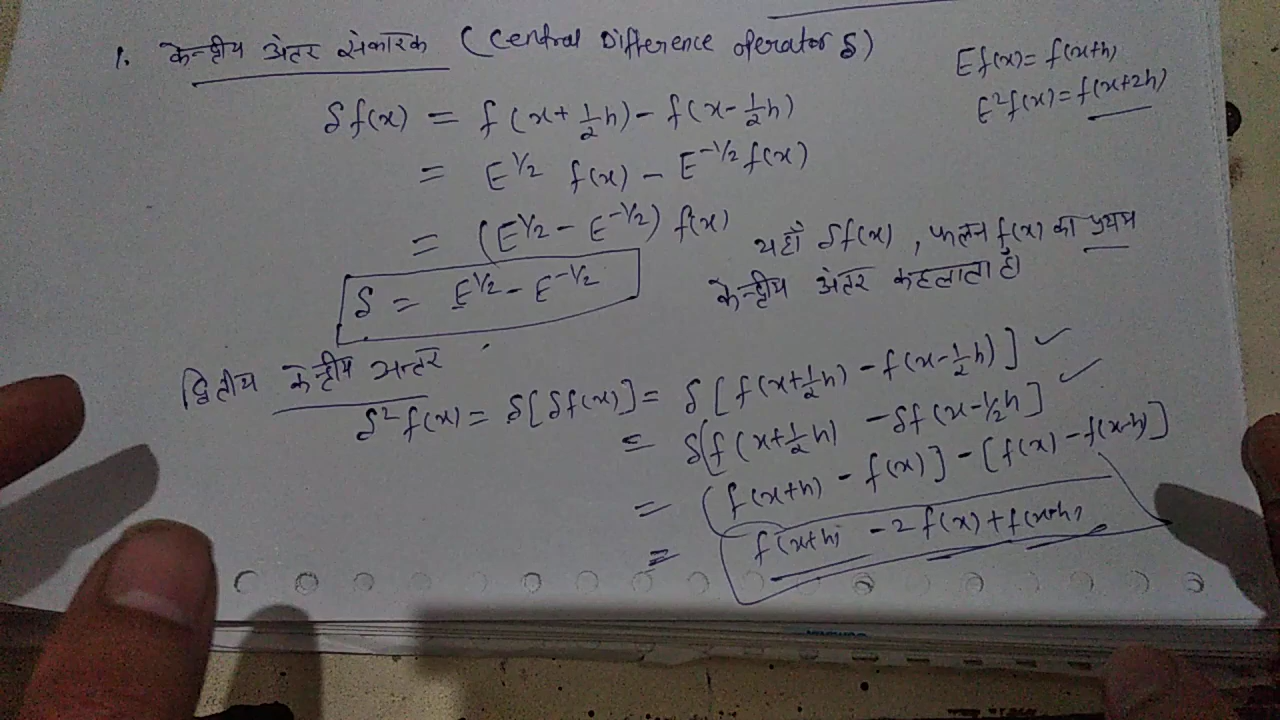 1. केन्द्रीय अंतर संकारक (Central Difference operator δ)
Ef(x) = f(x+h)
E²f(x) = f(x+2h)
δf(x) = f(x+½h) - f(x-½h)
= E^1/2 f(x) - E^-1/2 f(x)
= (E^1/2 - E^-1/2) f(x)
δ = E^1/2 - E^-1/2
यहाँ δf(x), फलन f(x) का प्रथम
केन्द्रीय अंतर कहलाता है।
द्वितीय केन्द्रीय अन्तर
δ²f(x) = δ[δf(x)] = δ[f(x+½h) - f(x-½h)] ✓
= δ[f(x+½h) - δf(x-½h] ✓
= [f(x+h) - f(x)] - [f(x) - f(x-h)]
= f(x+h) - 2f(x) + f(x-h)